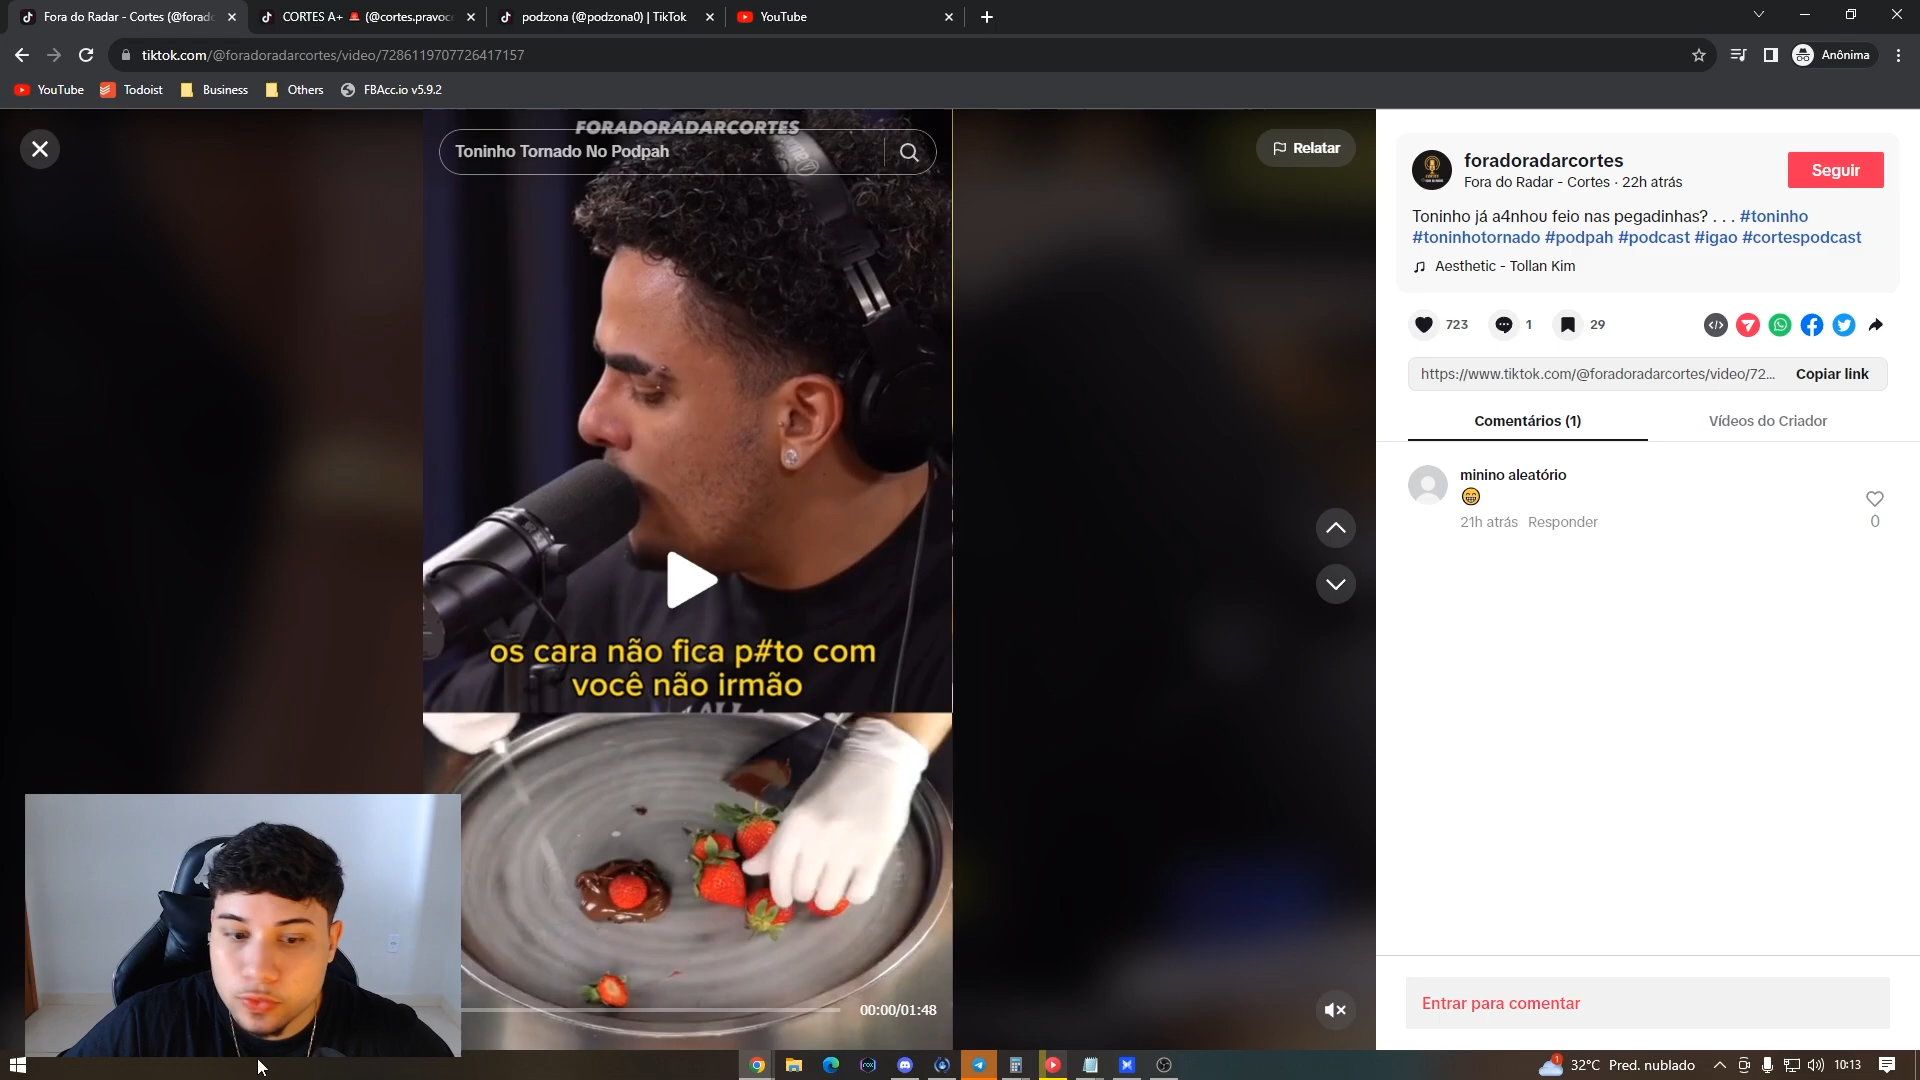 Fora do Radar - Cortes (@forad
CORTES A+ 🚨 (@cortes.pravoc
podzona (@podzona0) | TikTok
YouTube
tiktok.com/@foradoradarcortes/video/7286119707726417157
Anônima
YouTube
Todoist
Business
Others
FBAcc.io v5.9.2
FORADORADARCORTES
Toninho Tornado No Podpah
Relatar
os cara não fica p#to com
você não irmão
00:00/01:48
foradoradarcortes
Fora do Radar - Cortes · 22h atrás
Seguir
Toninho já a4nhou feio nas pegadinhas? . . . #toninho
#toninhotornado #podpah #podcast #igao #cortespodcast
Aesthetic - Tollan Kim
723
1
29
https://www.tiktok.com/@foradoradarcortes/video/72...
Copiar link
Comentários (1)
Vídeos do Criador
minino aleatório
😁
21h atrás Responder
0
Entrar para comentar
1
32°C Pred. nublado
10:13